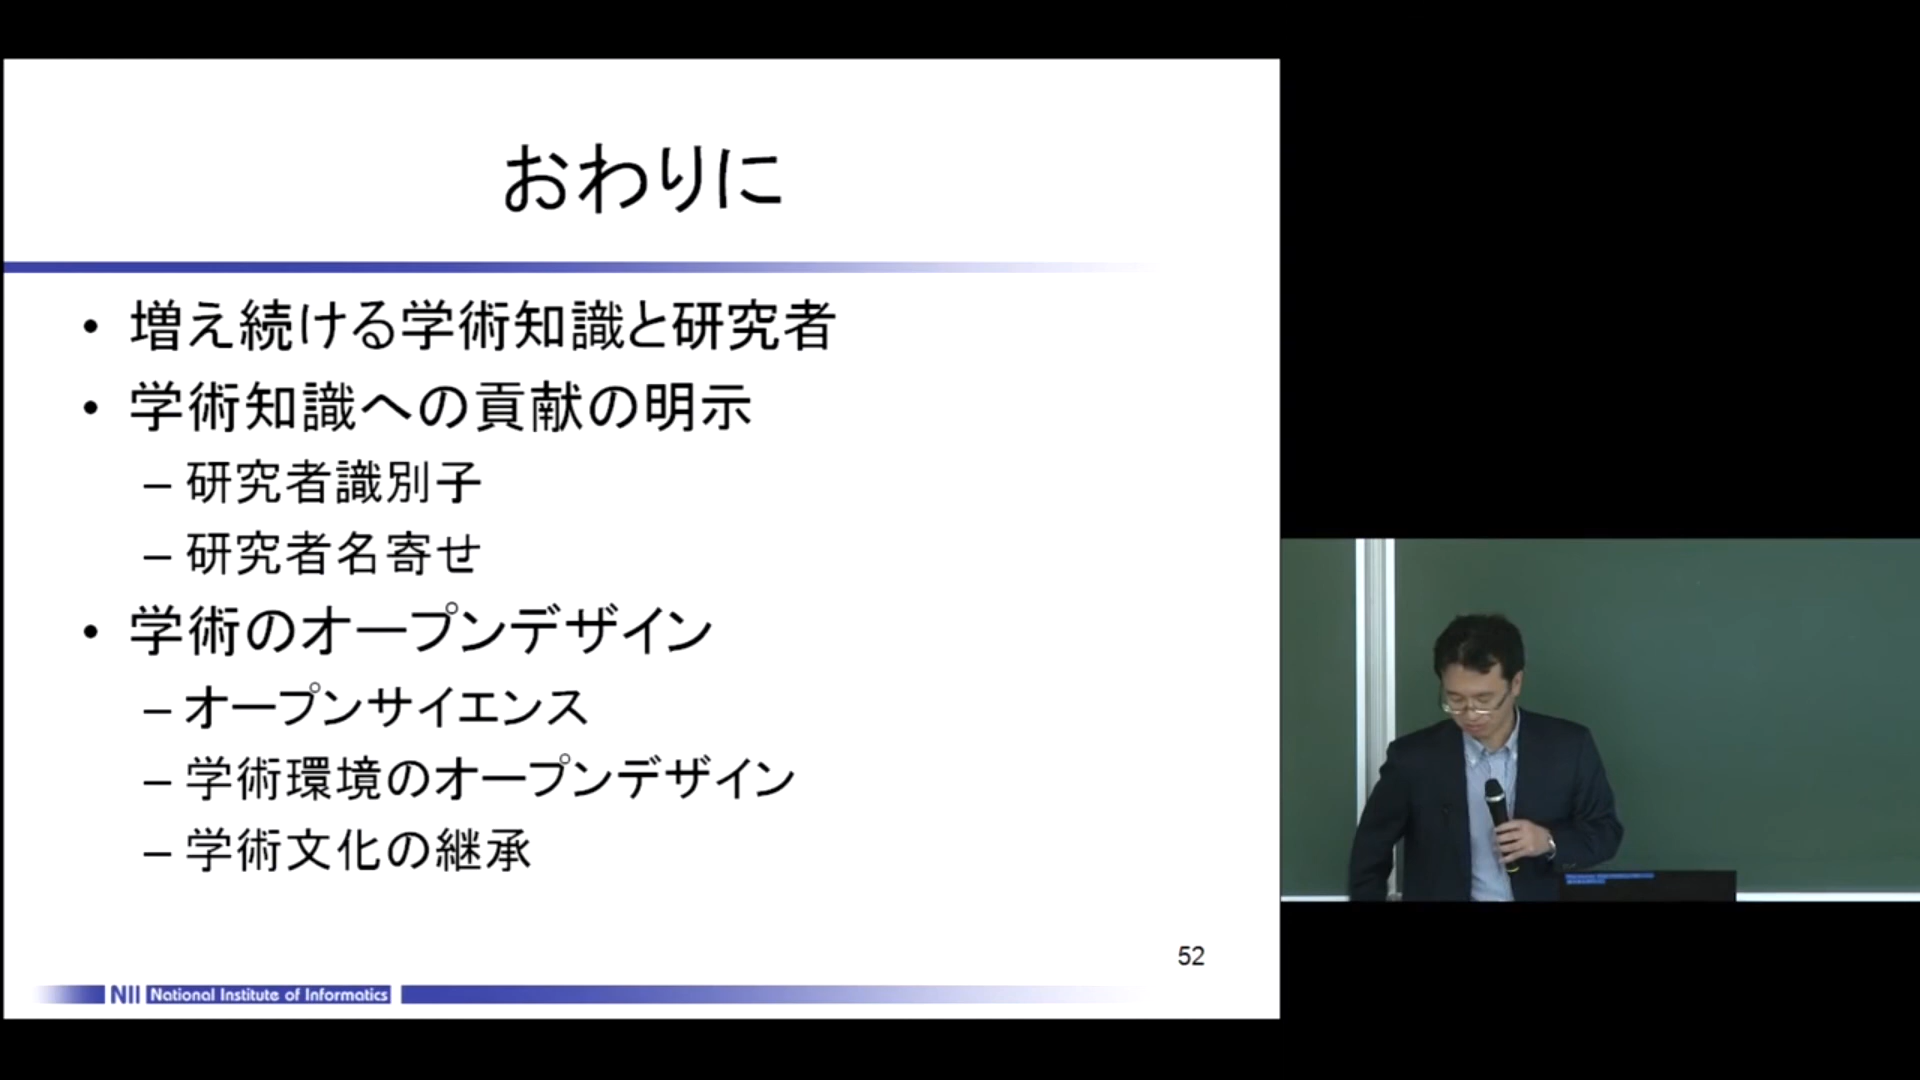 おわりに
• 増え続ける学術知識と研究者
• 学術知識への貢献の明示
– 研究者識別子
– 研究者名寄せ
• 学術のオープンデザイン
– オープンサイエンス
– 学術環境のオープンデザイン
– 学術文化の継承
52
NII National Institute of Informatics